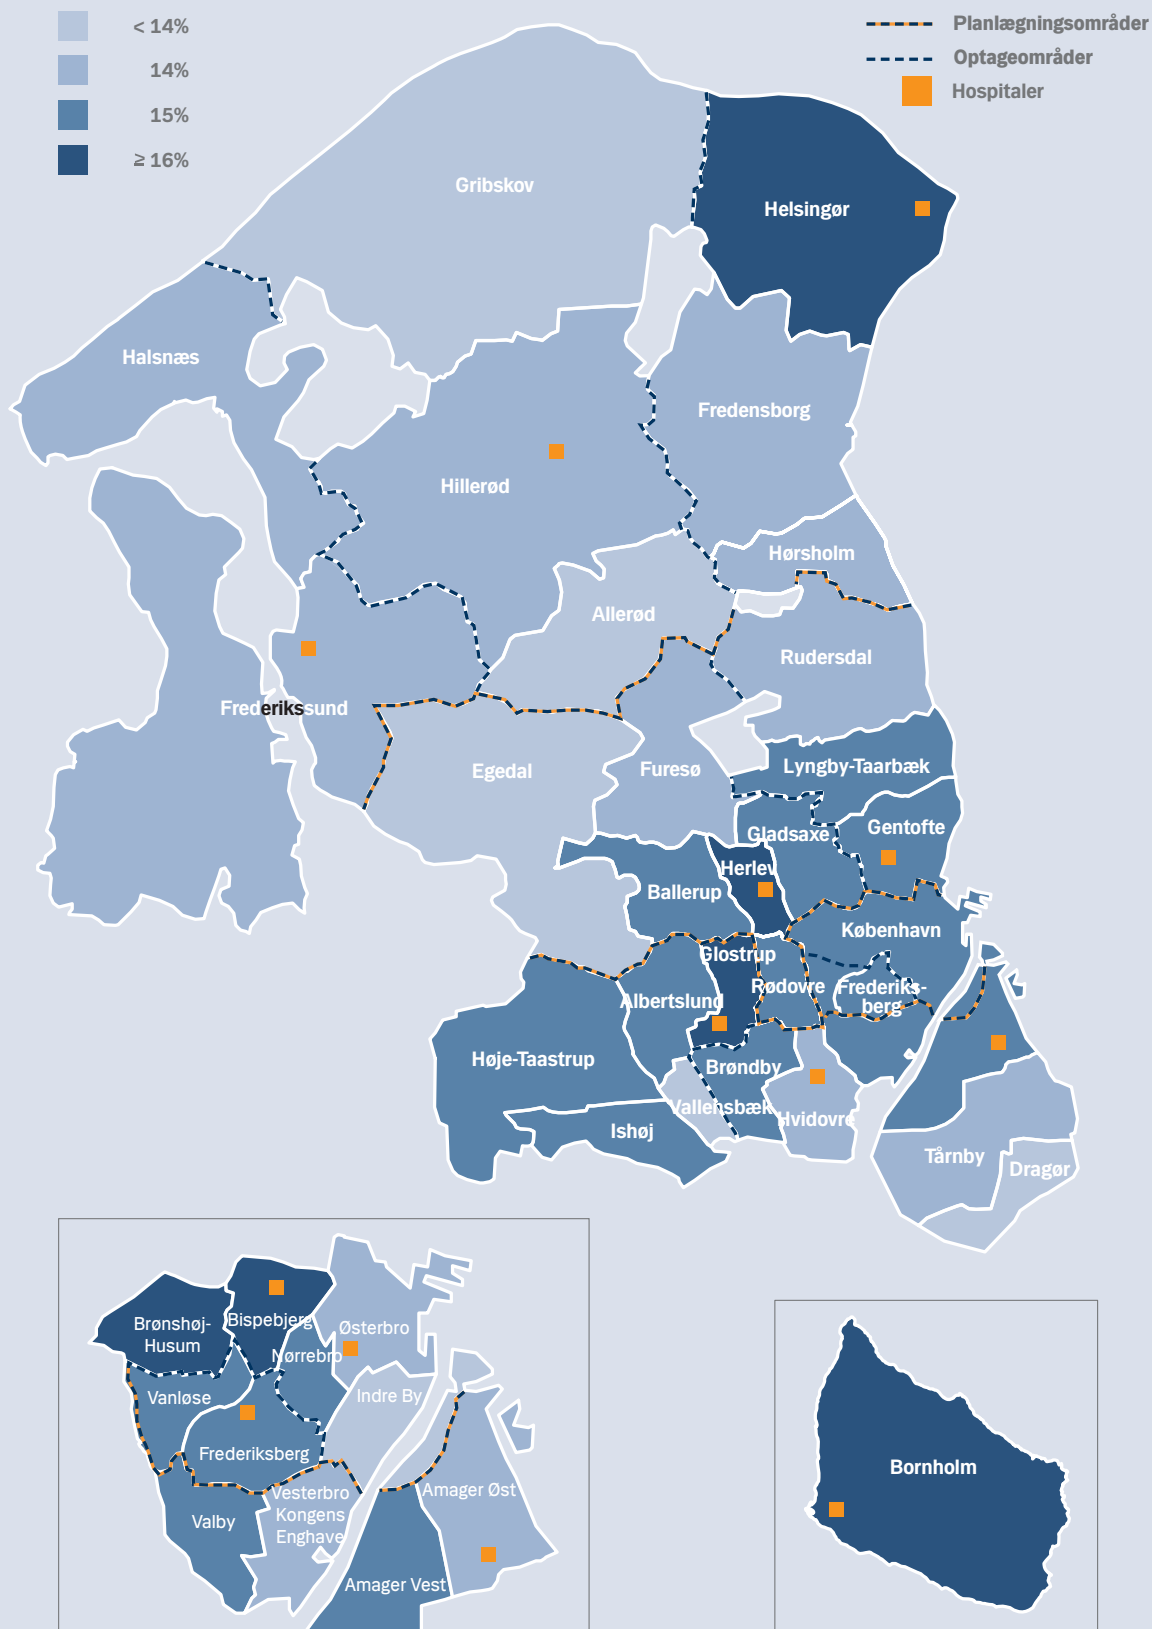 < 14%
14%
15%
≥ 16%
Planlægningsområder
Optageområder
Hospitaler
Gribskov
Helsingør
Halsnæs
Fredensborg
Hillerød
Hørsholm
Allerød
Rudersdal
Frederikssund
Egedal
Furesø
Lyngby-Taarbæk
Gladsaxe
Gentofte
Herlev
Ballerup
København
Glostrup
Rødovre
Frederiks-
berg
Albertslund
Høje-Taastrup
Brøndby
Vallensbæk
Hvidovre
Ishøj
Tårnby
Dragør
Brønshøj-
Husum
Bispebjerg
Østerbro
Nørrebro
Vanløse
Indre By
Frederiksberg
Amager Øst
Vesterbro
Kongens
Enghave
Valby
Amager Vest
Bornholm